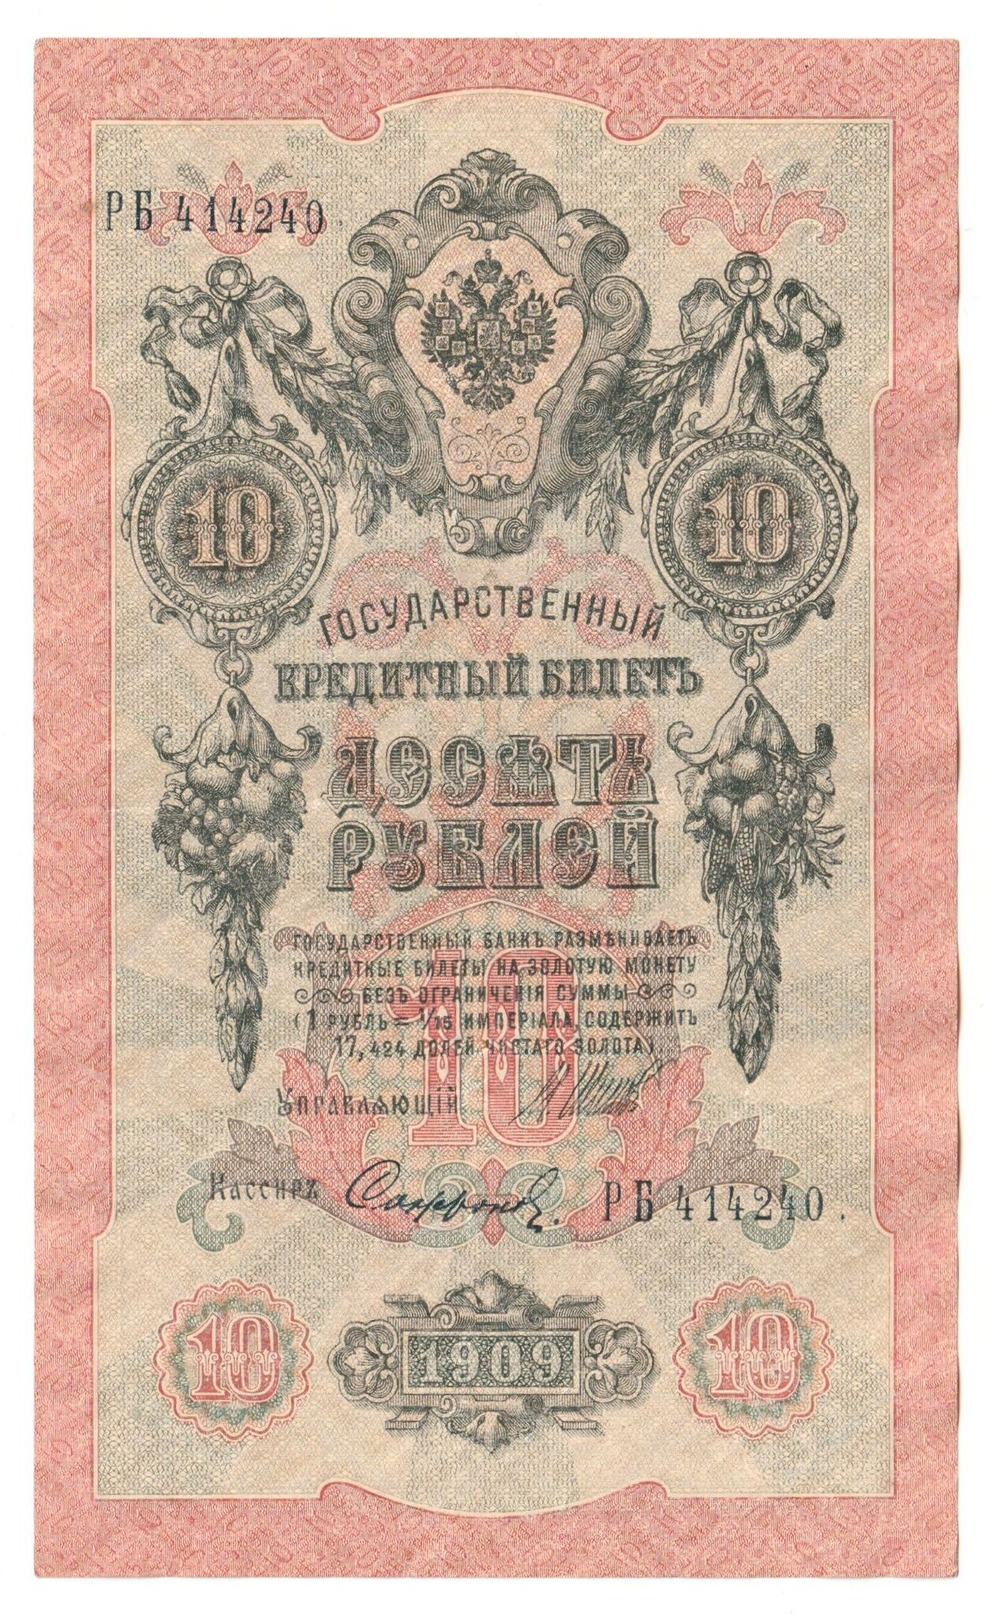 РБ 414240
10 10
ГОСУДАРСТВЕННЫЙ
КРЕДИТНЫЙ БИЛЕТЪ
ДЕСЯТЬ
РУБЛЕЙ
ГОСУДАРСТВЕННЫЙ БАНКЪ РАЗМѢНИВАЕТЪ
КРЕДИТНЫЕ БИЛЕТЫ НА ЗОЛОТУЮ МОНЕТУ
БЕЗЪ ОГРАНИЧЕНІЯ СУММЫ
(1 РУБЛЬ = 1/15 ИМПЕРІАЛА, СОДЕРЖИТЪ
17,424 ДОЛЕЙ ЧИСТАГО ЗОЛОТА)
10
УПРАВЛЯЮЩІЙ
Кассиръ Софронов РБ 414240.
10 1909 10